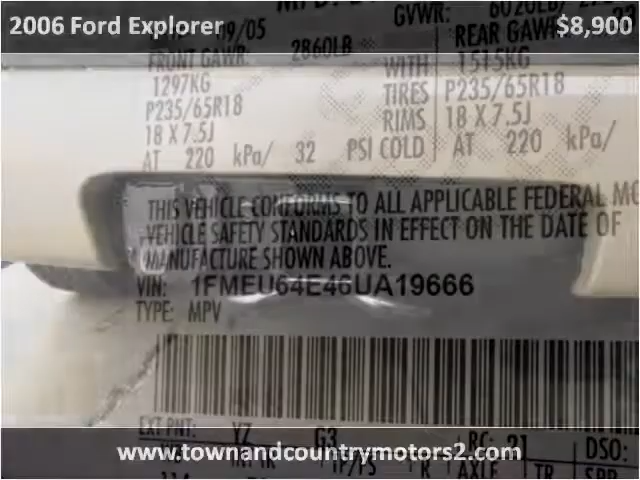 2006 Ford Explorer $8,900
09/05 GVWR: 6020LB/
FRONT GAWR: 2860LB REAR GAWR:
1297KG WITH 1515KG
P235/65R18 TIRES P235/65R18
18 X 7.5J RIMS 18 X 7.5J
AT 220 kPa/ 32 PSI COLD AT 220 kPa/
THIS VEHICLE CONFORMS TO ALL APPLICABLE FEDERAL MO
VEHICLE SAFETY STANDARDS IN EFFECT ON THE DATE OF
MANUFACTURE SHOWN ABOVE.
VIN: 1FMEU64E46UA19666
TYPE: MPV
EXT PNT: YZ G3 RC: 21 DSO:
www.townandcountrymotors2.com
AXLE TR